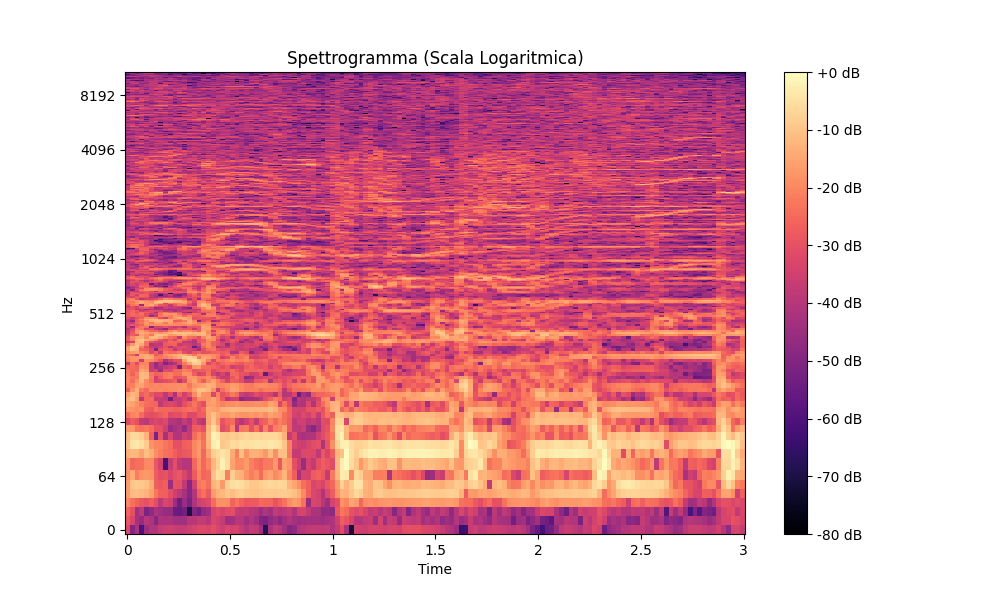 Spettrogramma (Scala Logaritmica)
Hz
8192
4096
2048
1024
512
256
128
64
0
0
0.5
1
1.5
2
2.5
3
Time
+0 dB
-10 dB
-20 dB
-30 dB
-40 dB
-50 dB
-60 dB
-70 dB
-80 dB